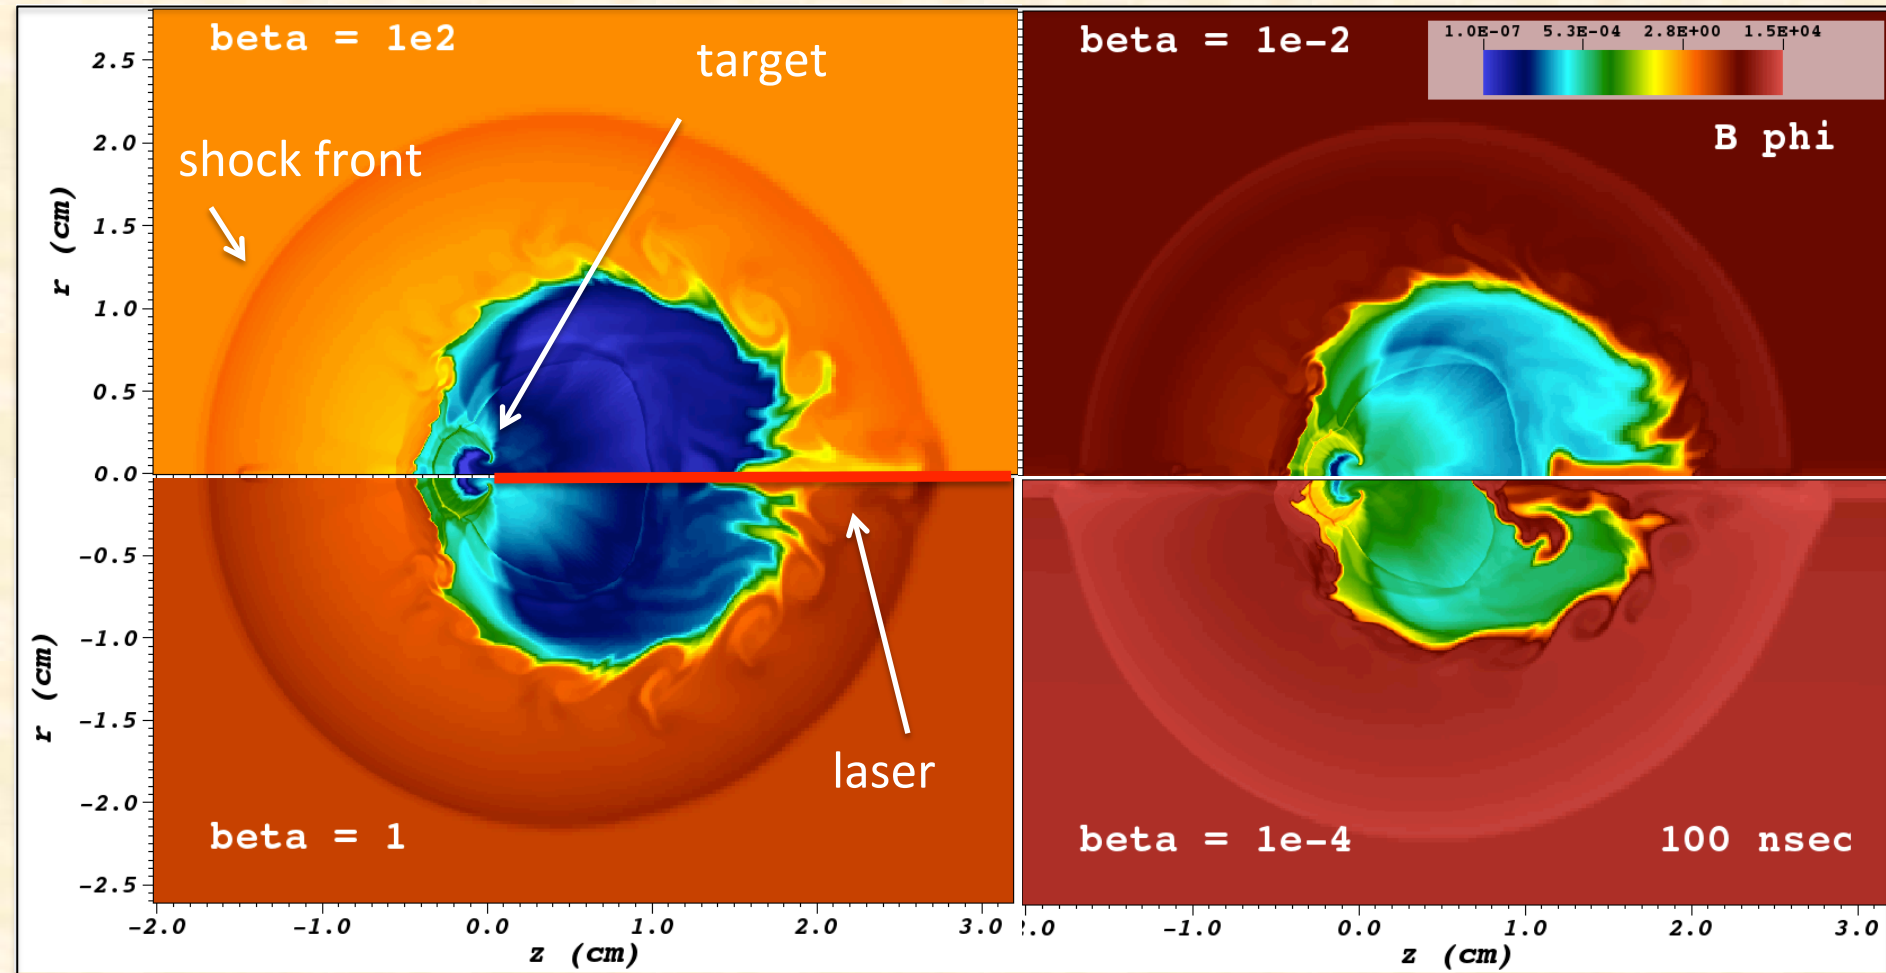 beta = 1e2
target
shock front
r (cm)
2.5
2.0
1.5
1.0
0.5
0.0
beta = 1e-2
1.0E-07 5.3E-04 2.8E+00 1.5E+04
B phi
r (cm)
0.0
-0.5
-1.0
-1.5
-2.0
-2.5
laser
beta = 1
-2.0 -1.0 0.0 1.0 2.0 3.0
z (cm)
beta = 1e-4
100 nsec
2.0 -1.0 0.0 1.0 2.0 3.0
z (cm)